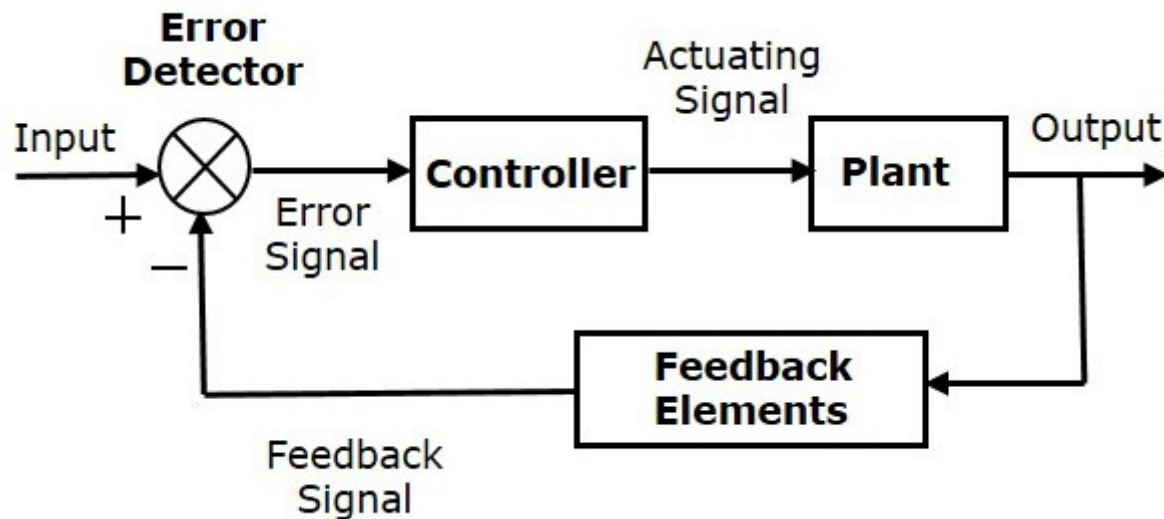 Error
Detector
Input
+
−
Error
Signal
Controller
Actuating
Signal
Plant
Output
Feedback
Elements
Feedback
Signal